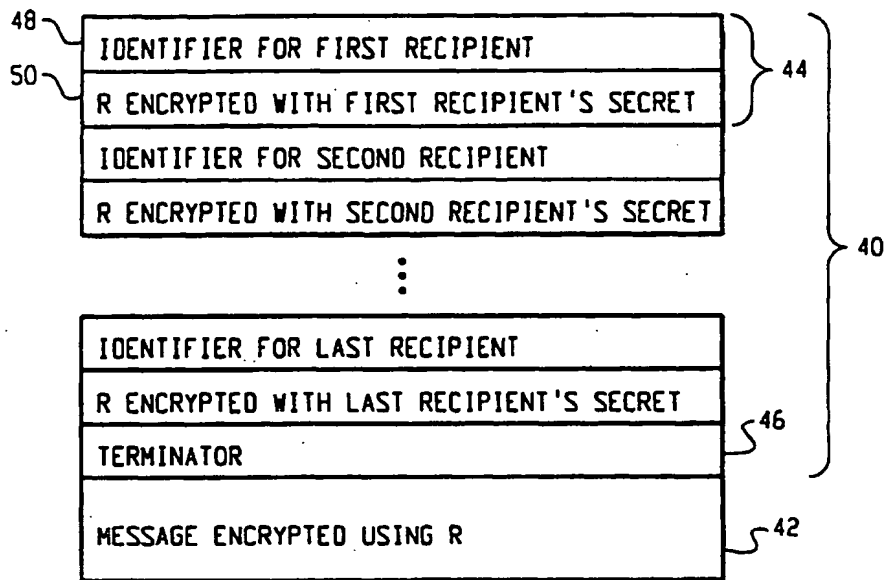 48
IDENTIFIER FOR FIRST RECIPIENT
44
50
R ENCRYPTED WITH FIRST RECIPIENT'S SECRET
IDENTIFIER FOR SECOND RECIPIENT
R ENCRYPTED WITH SECOND RECIPIENT'S SECRET
40
IDENTIFIER FOR LAST RECIPIENT
R ENCRYPTED WITH LAST RECIPIENT'S SECRET
46
TERMINATOR
MESSAGE ENCRYPTED USING R
42